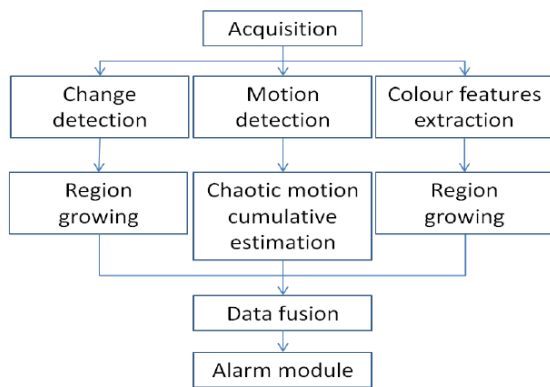 Acquisition
Change
detection
Motion
detection
Colour features
extraction
Region
growing
Chaotic motion
cumulative
estimation
Region
growing
Data fusion
Alarm module